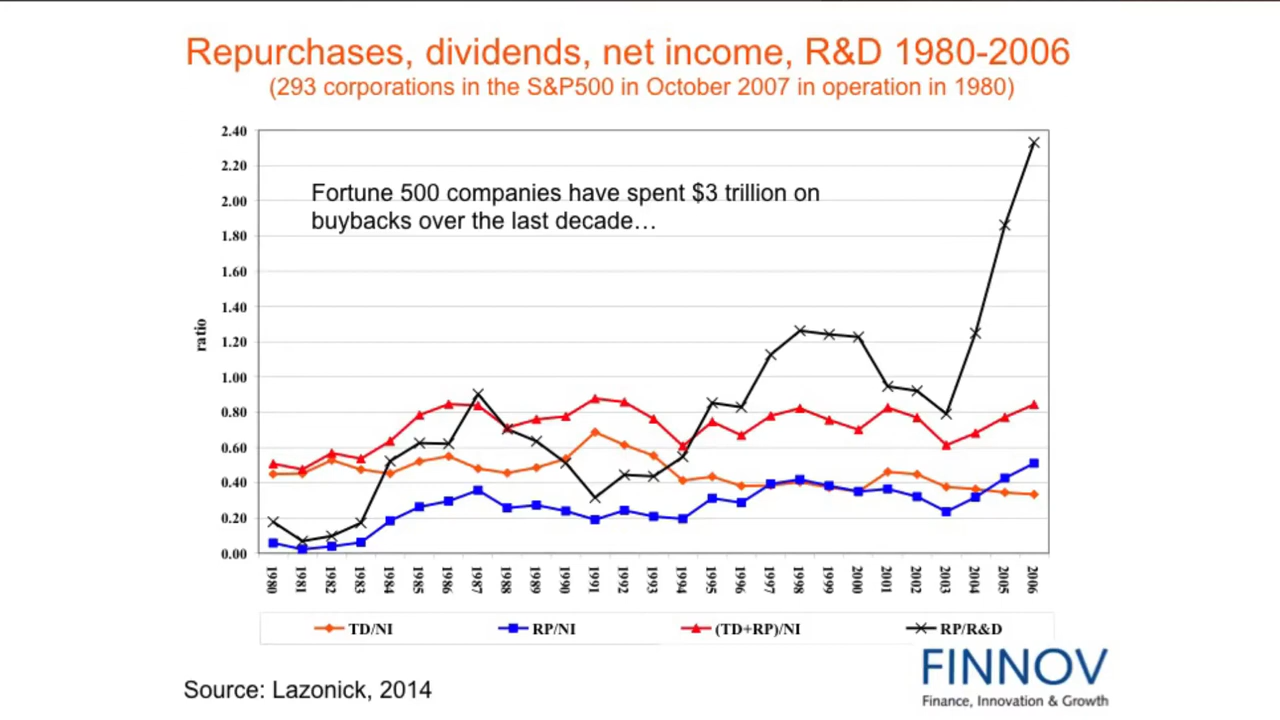 Repurchases, dividends, net income, R&D 1980-2006
(293 corporations in the S&P500 in October 2007 in operation in 1980)
2.40
2.20
2.00
1.80
1.60
1.40
1.20
1.00
0.80
0.60
0.40
0.20
0.00
ratio
Fortune 500 companies have spent $3 trillion on
buybacks over the last decade…
1980 1981 1982 1983 1984 1985 1986 1987 1988 1989 1990 1991 1992 1993 1994 1995 1996 1997 1998 1999 2000 2001 2002 2003 2004 2005 2006
TD/NI RP/NI (TD+RP)/NI RP/R&D
FINNOV
Finance, Innovation & Growth
Source: Lazonick, 2014